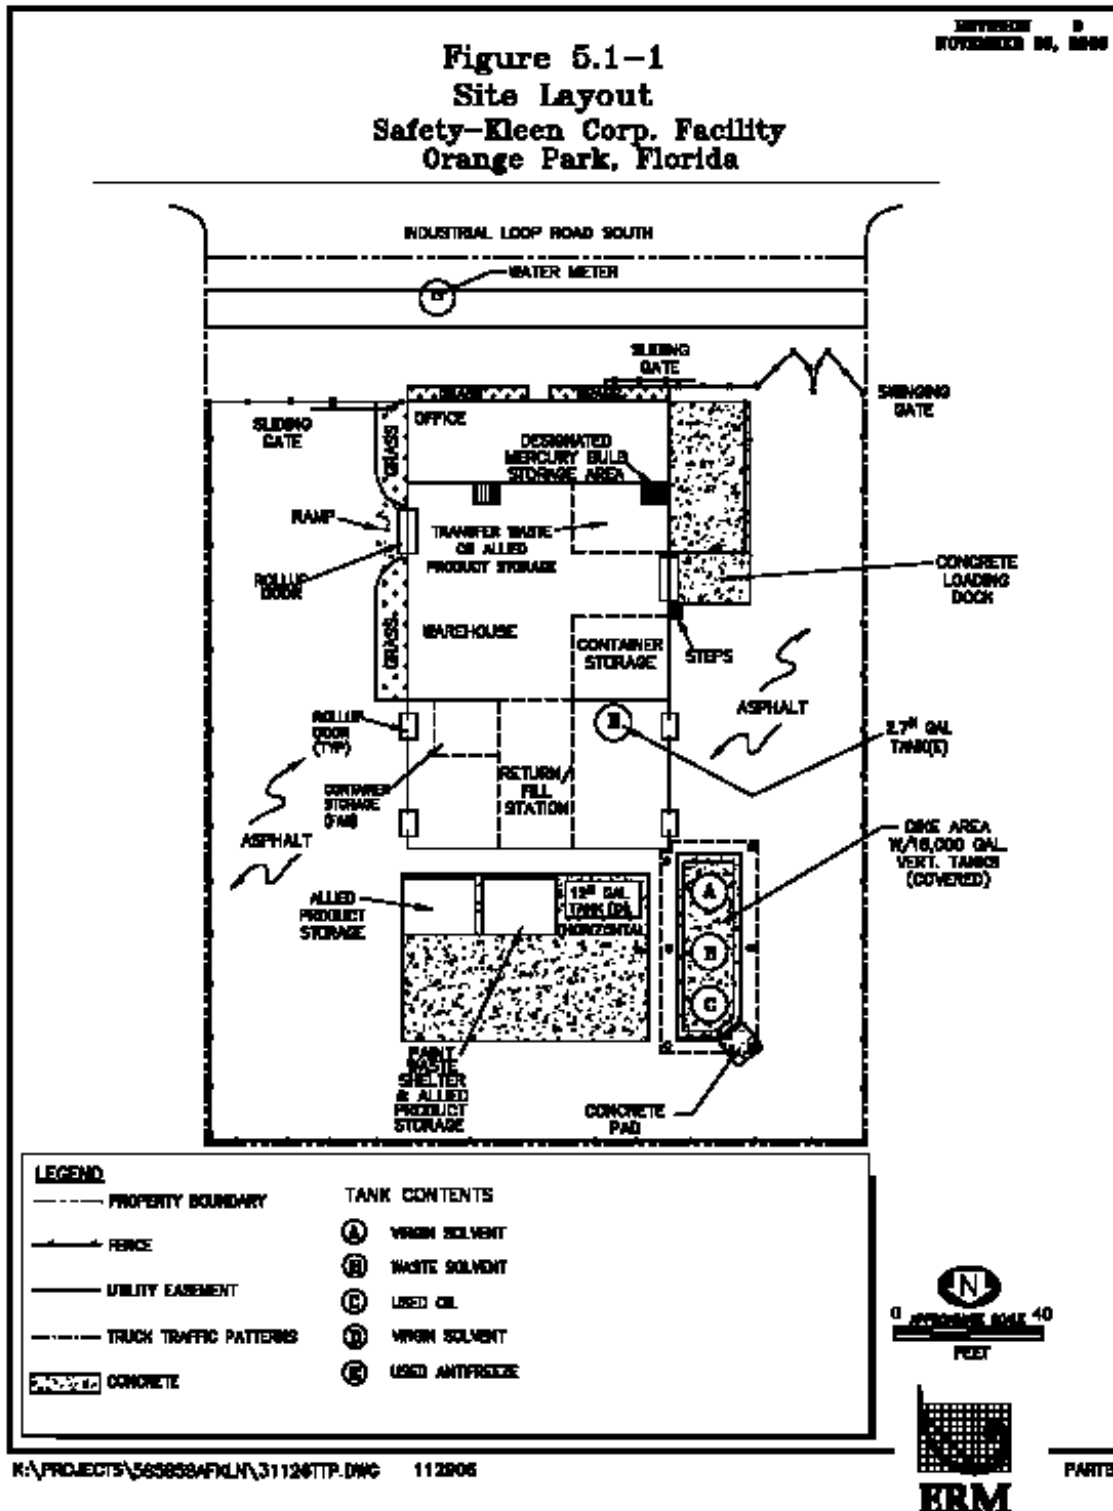 Figure 5.1-1
Site Layout
Safety-Kleen Corp. Facility
Orange Park, Florida
INDUSTRIAL LOOP ROAD SOUTH
WATER METER
SLIDING
GATE
SWINGING
GATE
GRASS
OFFICE
SLIDING
GATE
GRASS
DESIGNATED
MERCURY BULB
STORAGE AREA
RAMP
TRANSFER WASTE
OR ALLIED
PRODUCT STORAGE
ROLLUP
DOOR
CONCRETE
LOADING
DOCK
GRASS
WAREHOUSE
CONTAINER
STORAGE
STEPS
ASPHALT
ROLLUP
DOOR
(TYP)
GAL
TANK(E)
CONTAINER
STORAGE
RETURN/
FILL
STATION
ASPHALT
DIKE AREA
GAL.
VERT. TANKS
(COVERED)
A
B
C
ALLIED
PRODUCT
STORAGE
GAL
TANK (D)
(HORIZONTAL
PAINT
WASTE
SHELTER
& ALLIED
PRODUCT
STORAGE
CONCRETE
PAD
LEGEND
PROPERTY BOUNDARY
FENCE
UTILITY EASEMENT
TRUCK TRAFFIC PATTERNS
CONCRETE
TANK CONTENTS
A VIRGIN SOLVENT
B WASTE SOLVENT
C USED OIL
D VIRGIN SOLVENT
E USED ANTIFREEZE
N
0 APPROXIMATE SCALE 40
FEET
112906
ERM